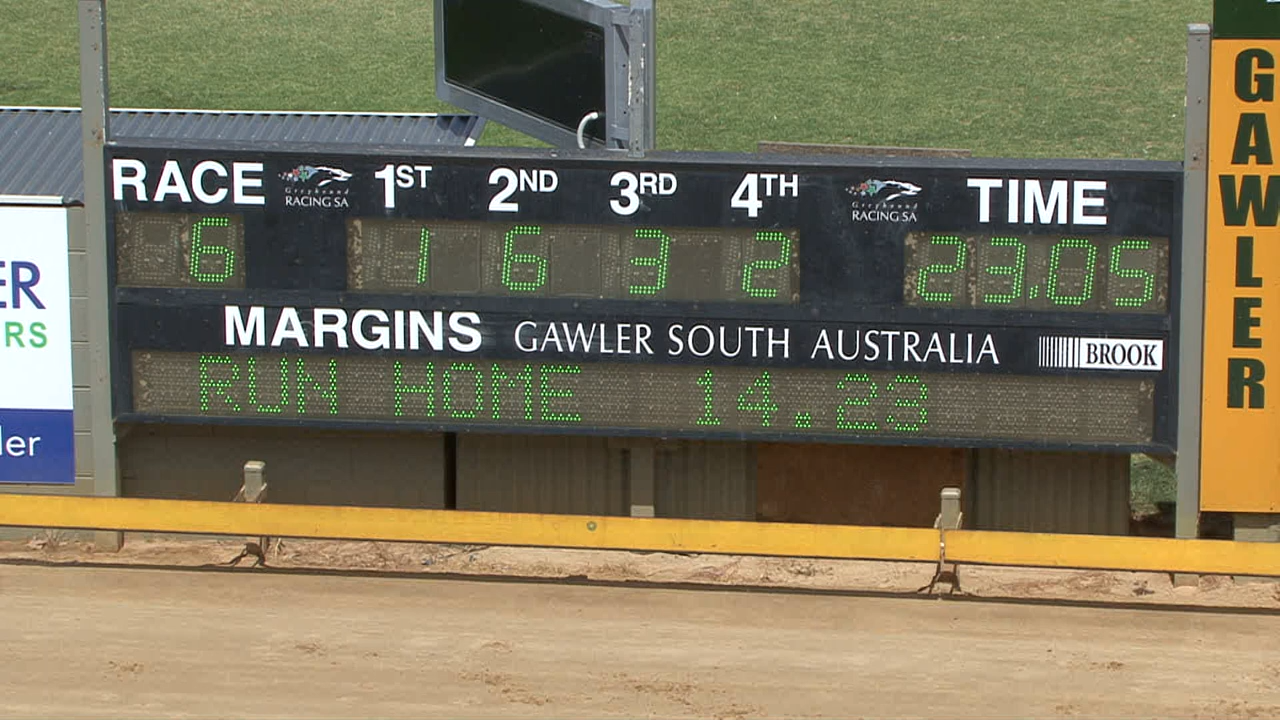 RACE Greyhound RACING SA 1ST 2ND 3RD 4TH Greyhound RACING SA TIME
6 1 6 3 2 23.05
MARGINS GAWLER SOUTH AUSTRALIA BROOK
RUN HOME 14.23
GAWLER
ER
RS
ler